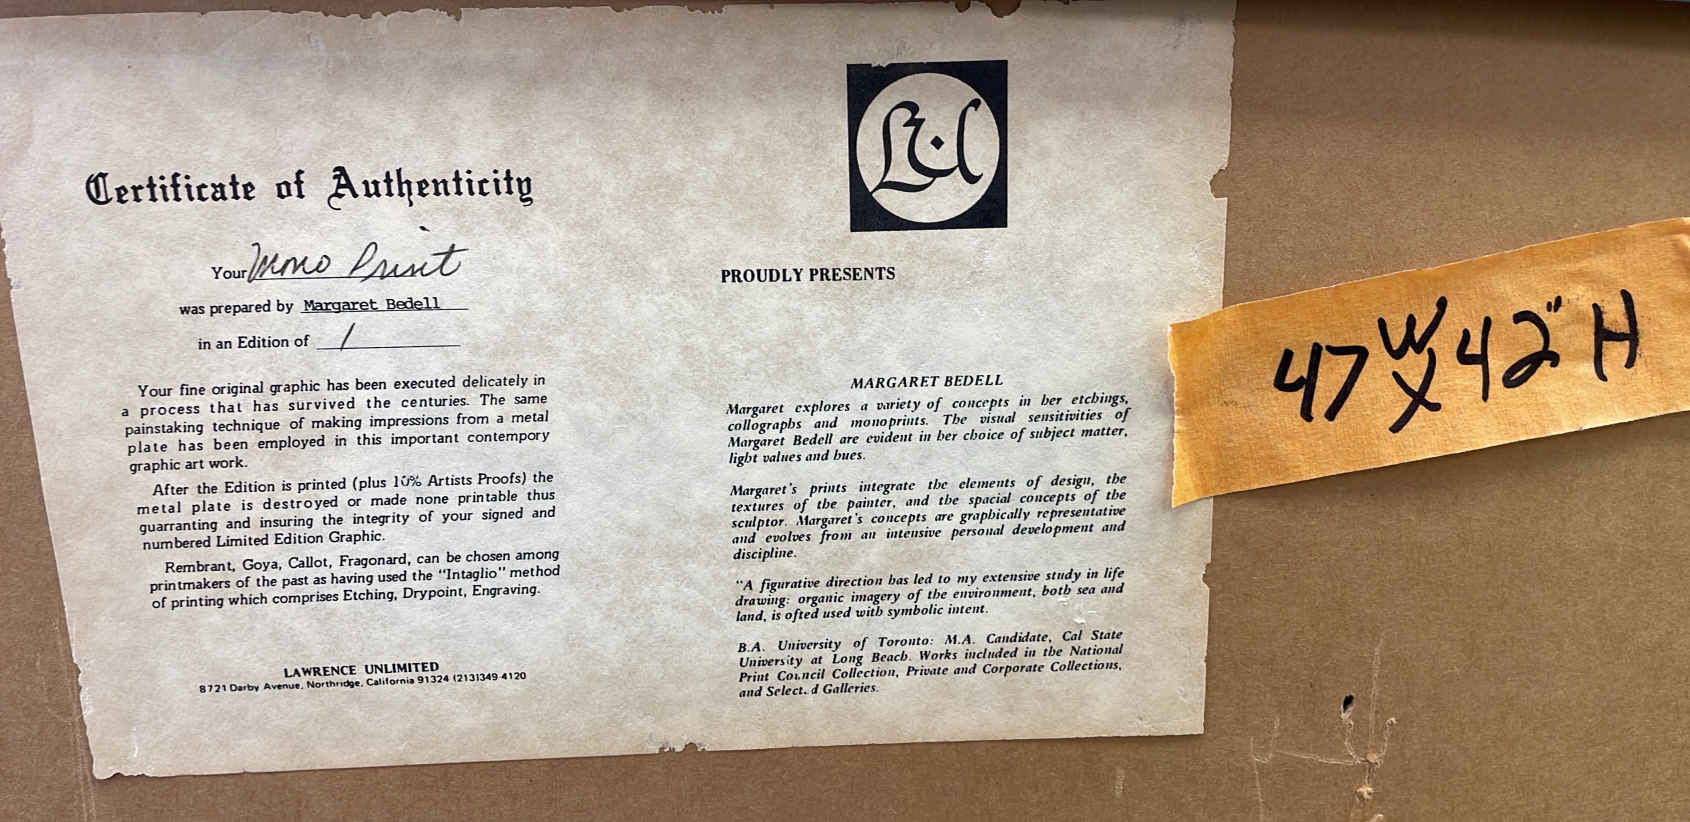 Certificate of Authenticity
Your Mono Print
was prepared by Margaret Bedell
in an Edition of 1
Your fine original graphic has been executed delicately in
a process that has survived the centuries. The same
painstaking technique of making impressions from a metal
plate has been employed in this important contempory
graphic art work.
After the Edition is printed (plus 10% Artists Proofs) the
metal plate is destroyed or made none printable thus
guarranting and insuring the integrity of your signed and
numbered Limited Edition Graphic.
Rembrant, Goya, Callot, Fragonard, can be chosen among
printmakers of the past as having used the "Intaglio" method
of printing which comprises Etching, Drypoint, Engraving.
LAWRENCE UNLIMITED
8721 Darby Avenue, Northridge, California 91324 (213)349-4120
PROUDLY PRESENTS
MARGARET BEDELL
Margaret explores a variety of concepts in her etchings,
collographs and monoprints. The visual sensitivities of
Margaret Bedell are evident in her choice of subject matter,
light values and hues.
Margaret's prints integrate the elements of design, the
textures of the painter, and the spacial concepts of the
sculptor. Margaret's concepts are graphically representative
and evolves from an intensive personal development and
discipline.
"A figurative direction has led to my extensive study in life
drawing: organic imagery of the environment, both sea and
land, is ofted used with symbolic intent.
B.A. University of Toronto: M.A. Candidate, Cal State
University at Long Beach. Works included in the National
Print Council Collection, Private and Corporate Collections,
and Select.d Galleries.
47 W X 42" H